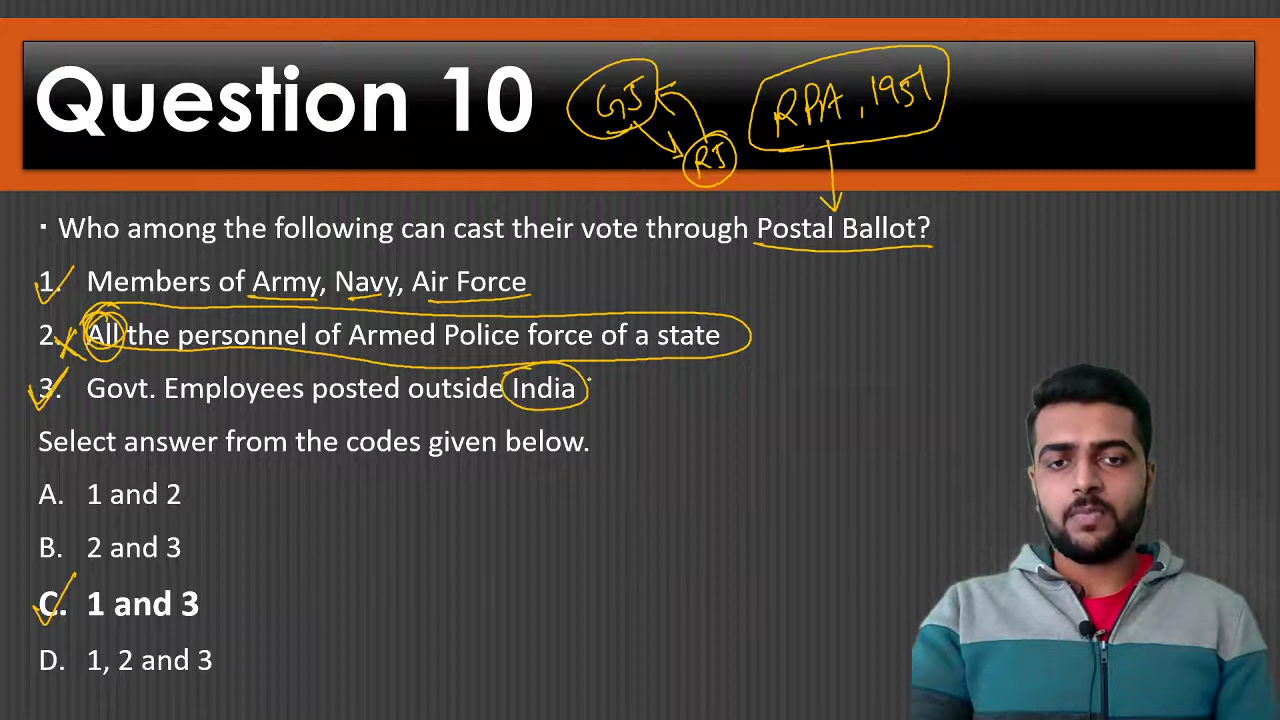 Question 10
GJ
RJ
RPA, 1951
· Who among the following can cast their vote through Postal Ballot?
1. Members of Army, Navy, Air Force
2. All the personnel of Armed Police force of a state
3. Govt. Employees posted outside India
Select answer from the codes given below.
A. 1 and 2
B. 2 and 3
C. 1 and 3
D. 1, 2 and 3